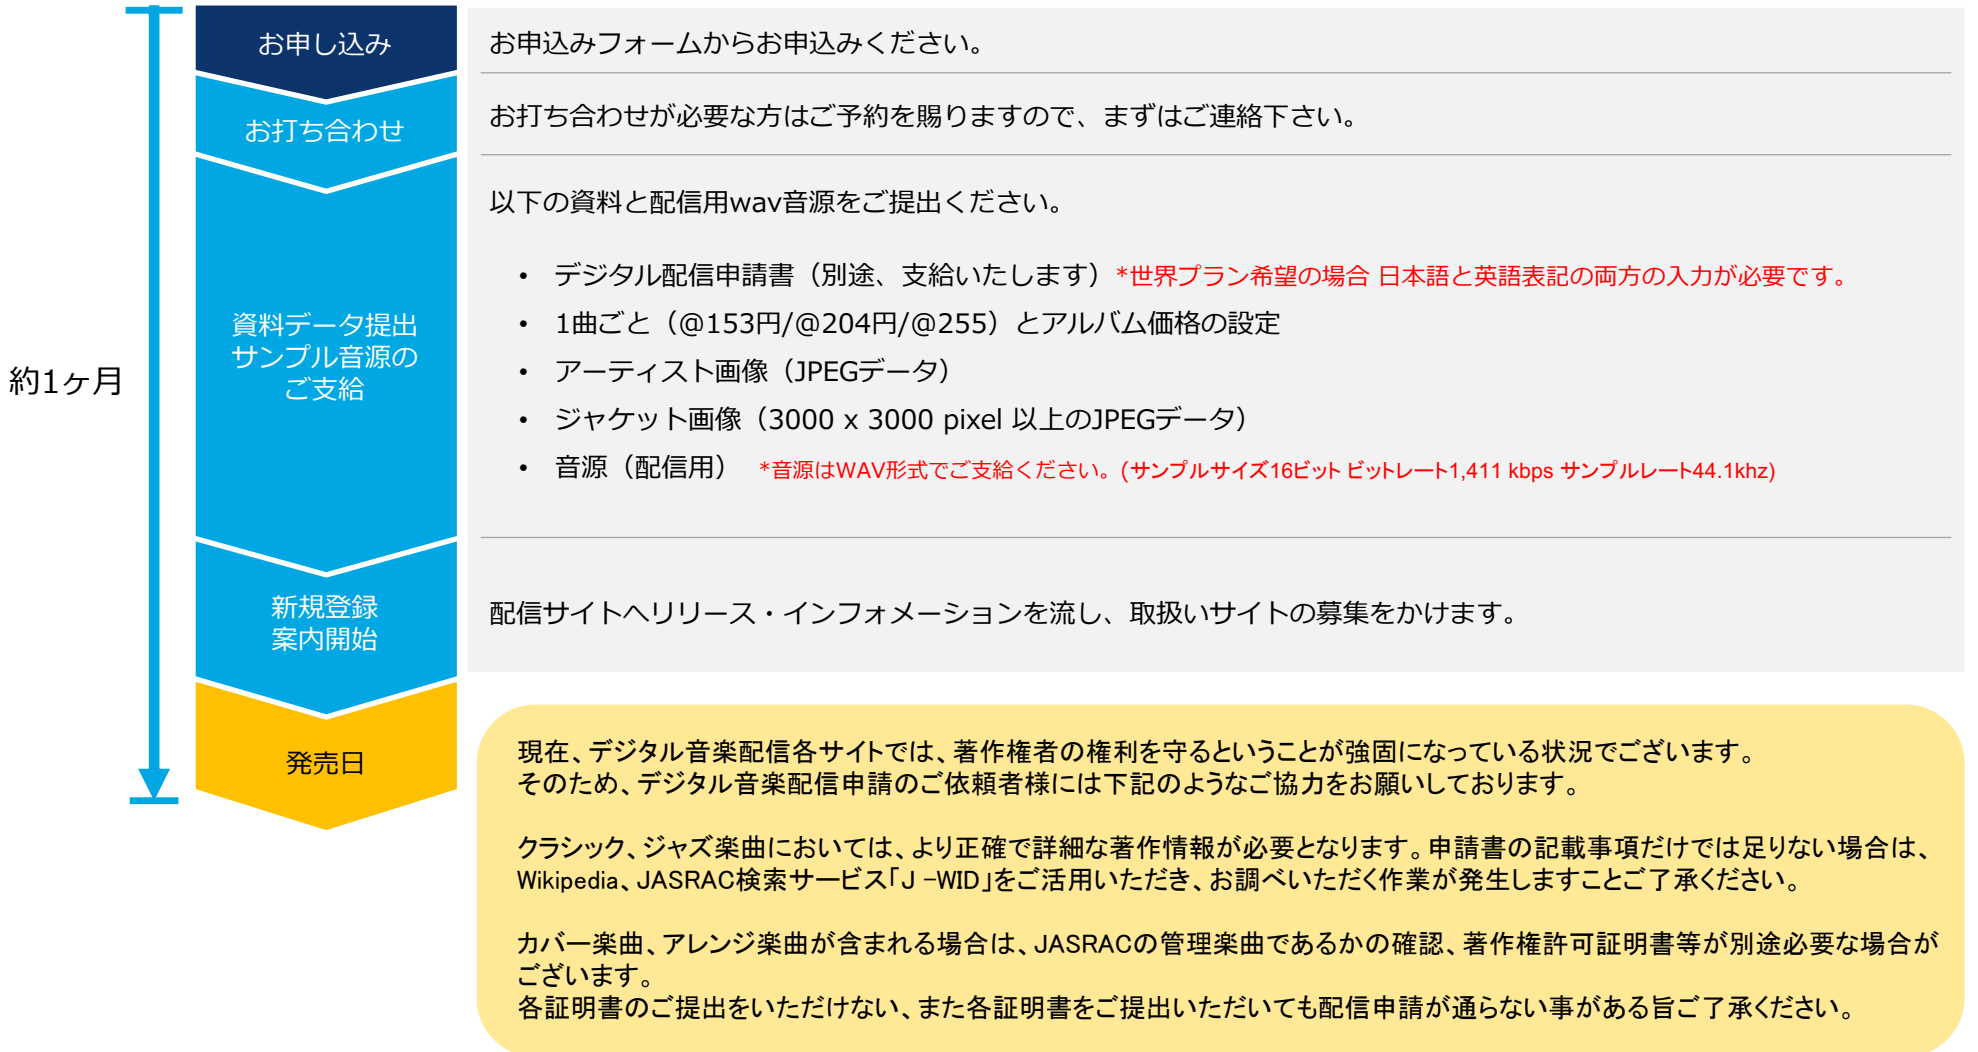 お申し込み
お申込みフォームからお申込みください。
お打ち合わせ
お打ち合わせが必要な方はご予約を賜りますので、まずはご連絡下さい。
約1ヶ月
資料データ提出
サンプル音源の
ご支給
以下の資料と配信用wav音源をご提出ください。
• デジタル配信申請書（別途、支給いたします）*世界プラン希望の場合 日本語と英語表記の両方の入力が必要です。
• 1曲ごと（@153円/@204円/@255）とアルバム価格の設定
• アーティスト画像（JPEGデータ）
• ジャケット画像（3000 x 3000 pixel 以上のJPEGデータ）
• 音源（配信用） *音源はWAV形式でご支給ください。(サンプルサイズ16ビット ビットレート1,411 kbps サンプルレート44.1khz)
新規登録
案内開始
配信サイトへリリース・インフォメーションを流し、取扱いサイトの募集をかけます。
発売日
現在、デジタル音楽配信各サイトでは、著作権者の権利を守るということが強固になっている状況でございます。
そのため、デジタル音楽配信申請のご依頼者様には下記のようなご協力をお願いしております。
クラシック、ジャズ楽曲においては、より正確で詳細な著作情報が必要となります。申請書の記載事項だけでは足りない場合は、
Wikipedia、JASRAC検索サービス「J-WID」をご活用いただき、お調べいただく作業が発生しますことご了承ください。
カバー楽曲、アレンジ楽曲が含まれる場合は、JASRACの管理楽曲であるかの確認、著作権許可証明書等が別途必要な場合が
ございます。
各証明書のご提出をいただけない、また各証明書をご提出いただいても配信申請が通らない事がある旨ご了承ください。